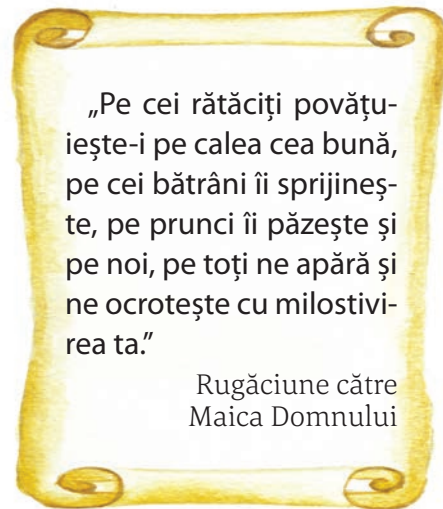 „Pe cei rătăciți povățu-
iește-i pe calea cea bună,
pe cei bătrâni îi sprijineș-
te, pe prunci îi păzește și
pe noi, pe toți ne apără și
ne ocrotește cu milostivi-
rea ta.”
Rugăciune către
Maica Domnului